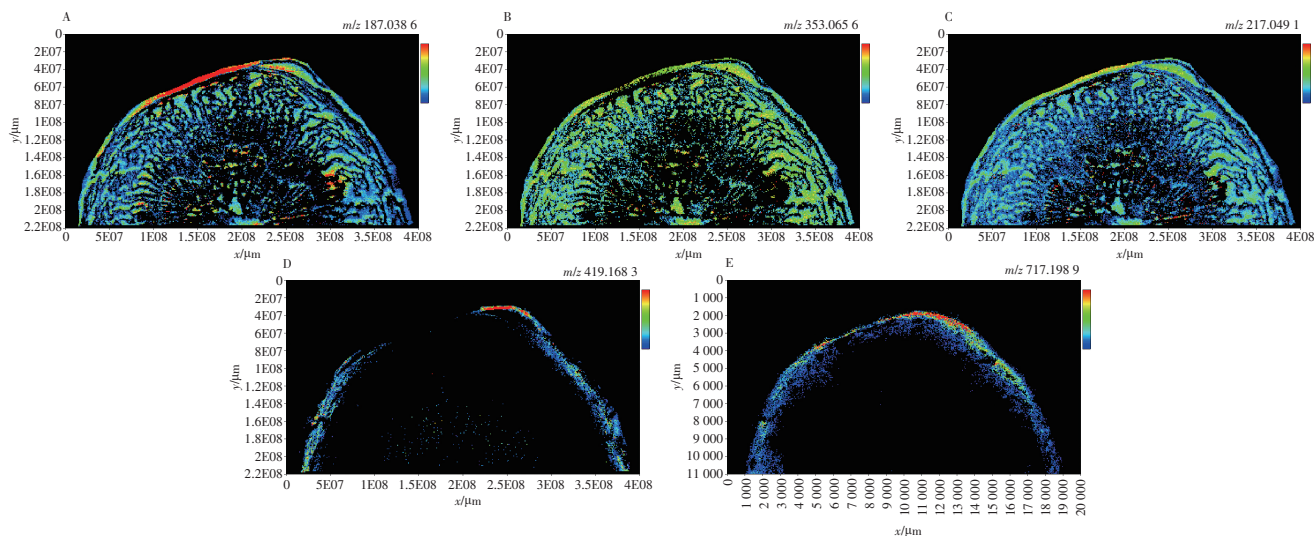 A
m/z 187.038 6
0
2E07
4E07
6E07
8E07
1E08
1.2E08
1.4E08
1.6E08
1.8E08
2E08
2.2E08
y/μm
0 5E07 1E08 1.5E08 2E08 2.5E08 3E08 3.5E08 4E08
x/μm
B
m/z 353.065 6
0
2E07
4E07
6E07
8E07
1E08
1.2E08
1.4E08
1.6E08
1.8E08
2E08
2.2E08
y/μm
0 5E07 1E08 1.5E08 2E08 2.5E08 3E08 3.5E08 4E08
x/μm
C
m/z 217.049 1
0
2E07
4E07
6E07
8E07
1E08
1.2E08
1.4E08
1.6E08
1.8E08
2E08
2.2E08
y/μm
0 5E07 1E08 1.5E08 2E08 2.5E08 3E08 3.5E08 4E08
x/μm
D
m/z 419.168 3
0
2E07
4E07
6E07
8E07
1E08
1.2E08
1.4E08
1.6E08
1.8E08
2E08
2.2E08
y/μm
0 5E07 1E08 1.5E08 2E08 2.5E08 3E08 3.5E08 4E08
x/μm
E
m/z 717.198 9
0
1 000
2 000
3 000
4 000
5 000
6 000
7 000
8 000
9 000
10 000
11 000
y/μm
0 1 000 2 000 3 000 4 000 5 000 6 000 7 000 8 000 9 000 10 000 11 000 12 000 13 000 14 000 15 000 16 000 17 000 18 000 19 000 20 000
x/μm